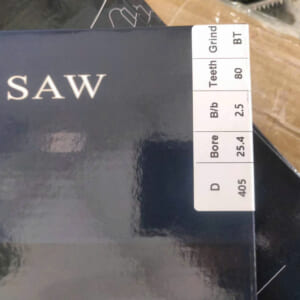 SAW
D Bore B/b Teeth Grind
405 25.4 2.5 80 BT